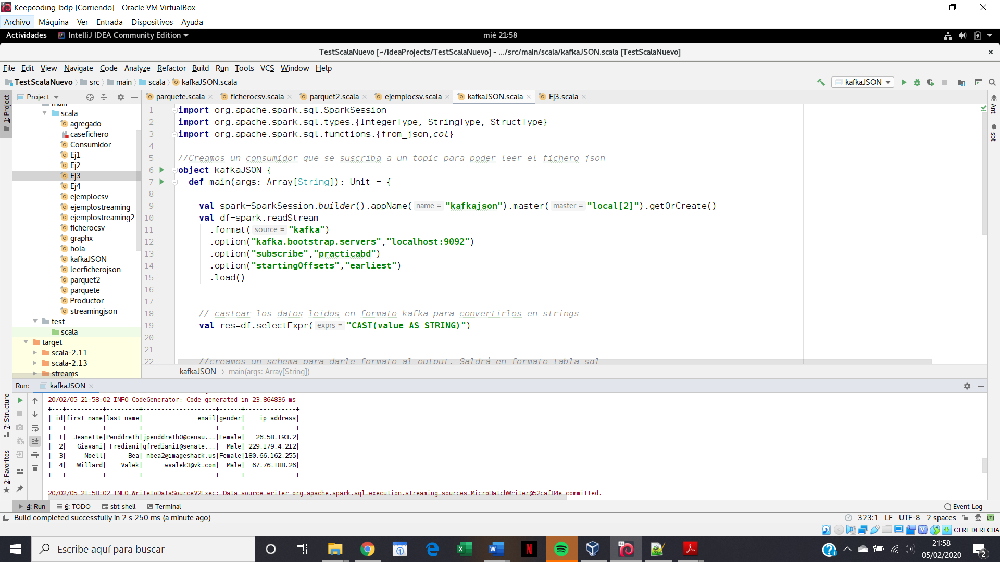 Keepcoding_bdp [Corriendo] - Oracle VM VirtualBox
Archivo Máquina Ver Entrada Dispositivos Ayuda
Actividades IntelliJ IDEA Community Edition mié 21:58
TestScalaNuevo [~/IdeaProjects/TestScalaNuevo] - .../src/main/scala/kafkaJSON.scala [TestScalaNuevo]
File Edit View Navigate Code Analyze Refactor Build Run Tools VCS Window Help
TestScalaNuevo src main scala kafkaJSON.scala kafkaJSON
1: Project
Project
parquete.scala ficherocsv.scala parquet2.scala ejemplocsv.scala kafkaJSON.scala Ej3.scala
Ant
sbt
main
scala
agregado
casefichero
Consumidor
Ej1
Ej2
Ej3
Ej4
ejemplocsv
ejemplostreaming
ejemplostreaming2
ficherocsv
graphx
hola
kafkaJSON
leerficherojson
parquet2
parquete
Productor
streamingjson
test
scala
target
scala-2.11
scala-2.13
streams
1 import org.apache.spark.sql.SparkSession
2 import org.apache.spark.sql.types.{IntegerType, StringType, StructType}
3 import org.apache.spark.sql.functions.{from_json,col}
4
5 //Creamos un consumidor que se suscriba a un topic para poder leer el fichero json
6 object kafkaJSON {
7 def main(args: Array[String]): Unit = {
8
9 val spark=SparkSession.builder().appName( name = "kafkajson").master( master = "local[2]").getOrCreate()
10 val df=spark.readStream
11 .format( source = "kafka")
12 .option("kafka.bootstrap.servers","localhost:9092")
13 .option("subscribe","practicabd")
14 .option("startingOffsets","earliest")
15 .load()
16
17
18 // castear los datos leidos en formato kafka para convertirlos en strings
19 val res=df.selectExpr( exprs = "CAST(value AS STRING)")
20
21
22 //creamos un schema para darle formato al output. Saldrá en formato tabla sql
kafkaJSON main(args: Array[String])
Run: kafkaJSON
7: Structure
2: Favorites
20/02/05 21:58:02 INFO CodeGenerator: Code generated in 23.864836 ms
+---+----------+---------+--------------------+------+--------------+
| id|first_name|last_name|               email|gender|    ip_address|
+---+----------+---------+--------------------+------+--------------+
|  1|  Jeanette|Penddreth|jpenddreth0@censu...|Female|   26.58.193.2|
|  2|   Giavani| Frediani|gfrediani1@senate...|  Male| 229.179.4.212|
|  3|     Noell|      Bea| nbea2@imageshack.us|Female|180.66.162.255|
|  4|   Willard|    Valek|      wvalek3@vk.com|  Male|  67.76.188.26|
+---+----------+---------+--------------------+------+--------------+
20/02/05 21:58:02 INFO WriteToDataSourceV2Exec: Data source writer org.apache.spark.sql.execution.streaming.sources.MicroBatchWriter@52caf84e committed.
4: Run 6: TODO sbt shell Terminal Event Log
Build completed successfully in 2 s 250 ms (a minute ago) 323:1 LF UTF-8 2 spaces
CTRL DERECHA
Escribe aquí para buscar
21:58
05/02/2020
2